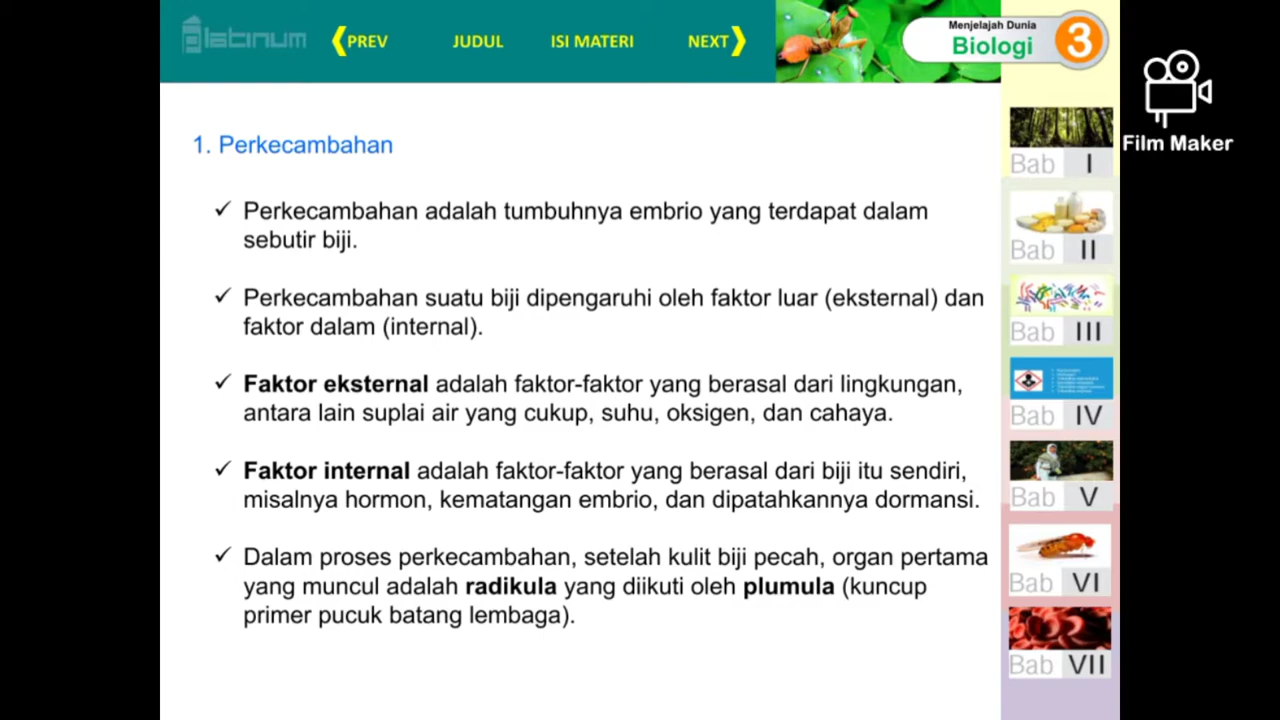 Platinum
PREV
JUDUL
ISI MATERI
NEXT
Menjelajah Dunia
Biologi
3
Film Maker
1. Perkecambahan
✓ Perkecambahan adalah tumbuhnya embrio yang terdapat dalam
sebutir biji.
✓ Perkecambahan suatu biji dipengaruhi oleh faktor luar (eksternal) dan
faktor dalam (internal).
✓ Faktor eksternal adalah faktor-faktor yang berasal dari lingkungan,
antara lain suplai air yang cukup, suhu, oksigen, dan cahaya.
✓ Faktor internal adalah faktor-faktor yang berasal dari biji itu sendiri,
misalnya hormon, kematangan embrio, dan dipatahkannya dormansi.
✓ Dalam proses perkecambahan, setelah kulit biji pecah, organ pertama
yang muncul adalah radikula yang diikuti oleh plumula (kuncup
primer pucuk batang lembaga).
Bab I
Bab II
Bab III
Bab IV
Bab V
Bab VI
Bab VII